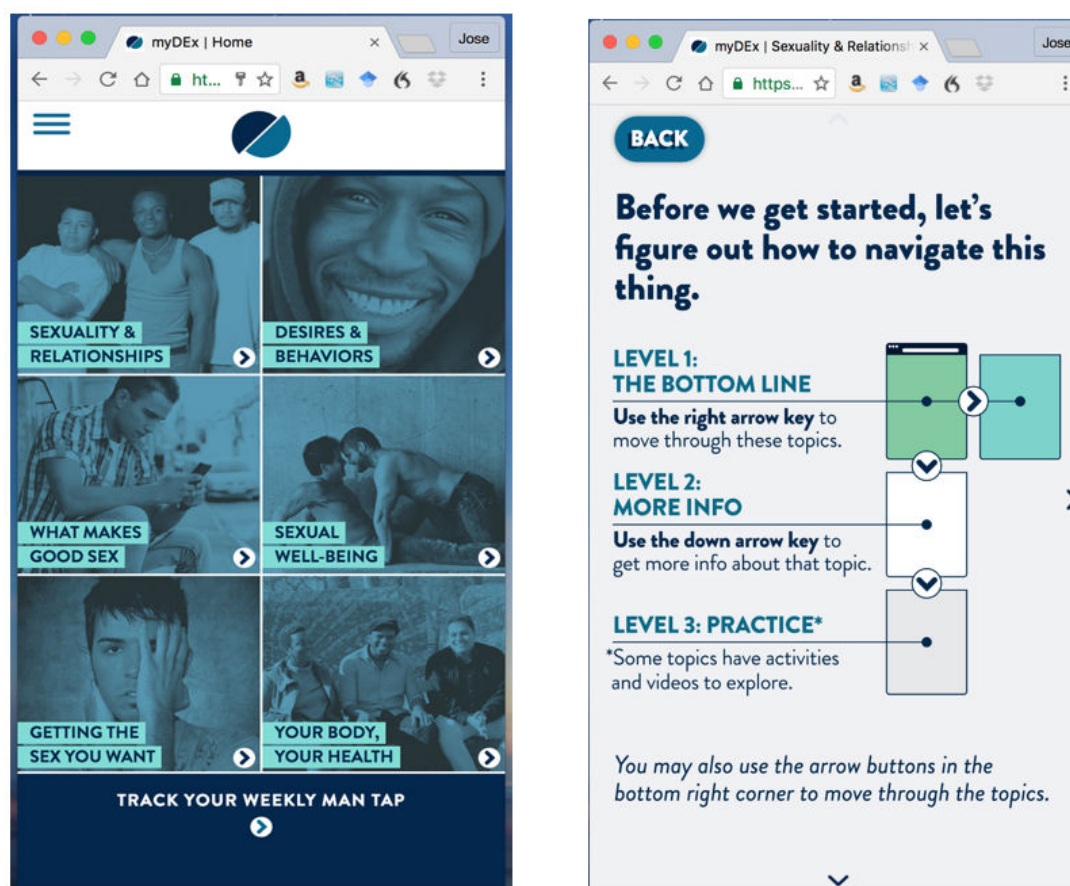 myDEx | Home
Jose
ht...
SEXUALITY &
RELATIONSHIPS
DESIRES &
BEHAVIORS
WHAT MAKES
GOOD SEX
SEXUAL
WELL-BEING
GETTING THE
SEX YOU WANT
YOUR BODY,
YOUR HEALTH
TRACK YOUR WEEKLY MAN TAP
myDEx | Sexuality & Relations
Jose
https...
BACK
Before we get started, let's
figure out how to navigate this
thing.
LEVEL 1:
THE BOTTOM LINE
Use the right arrow key to
move through these topics.
LEVEL 2:
MORE INFO
Use the down arrow key to
get more info about that topic.
LEVEL 3: PRACTICE*
*Some topics have activities
and videos to explore.
You may also use the arrow buttons in the
bottom right corner to move through the topics.